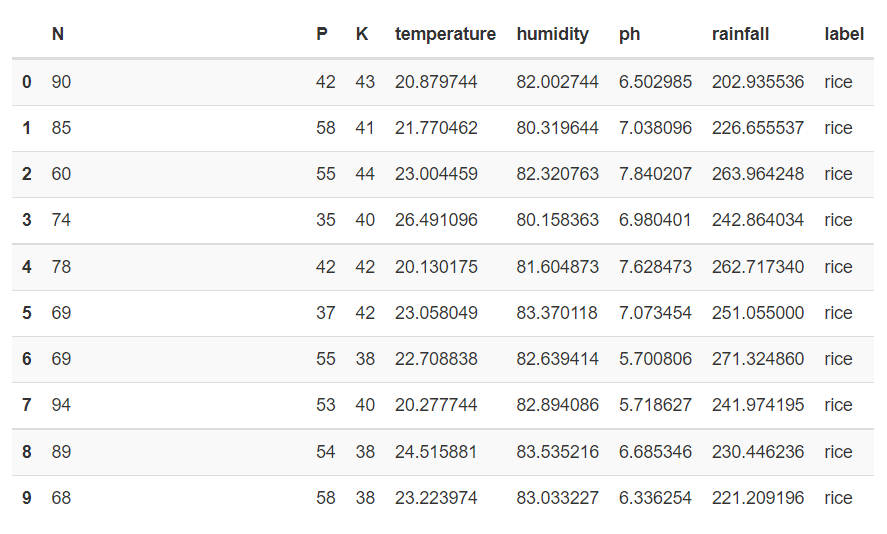 N P K temperature humidity ph rainfall label
0 90 42 43 20.879744 82.002744 6.502985 202.935536 rice
1 85 58 41 21.770462 80.319644 7.038096 226.655537 rice
2 60 55 44 23.004459 82.320763 7.840207 263.964248 rice
3 74 35 40 26.491096 80.158363 6.980401 242.864034 rice
4 78 42 42 20.130175 81.604873 7.628473 262.717340 rice
5 69 37 42 23.058049 83.370118 7.073454 251.055000 rice
6 69 55 38 22.708838 82.639414 5.700806 271.324860 rice
7 94 53 40 20.277744 82.894086 5.718627 241.974195 rice
8 89 54 38 24.515881 83.535216 6.685346 230.446236 rice
9 68 58 38 23.223974 83.033227 6.336254 221.209196 rice